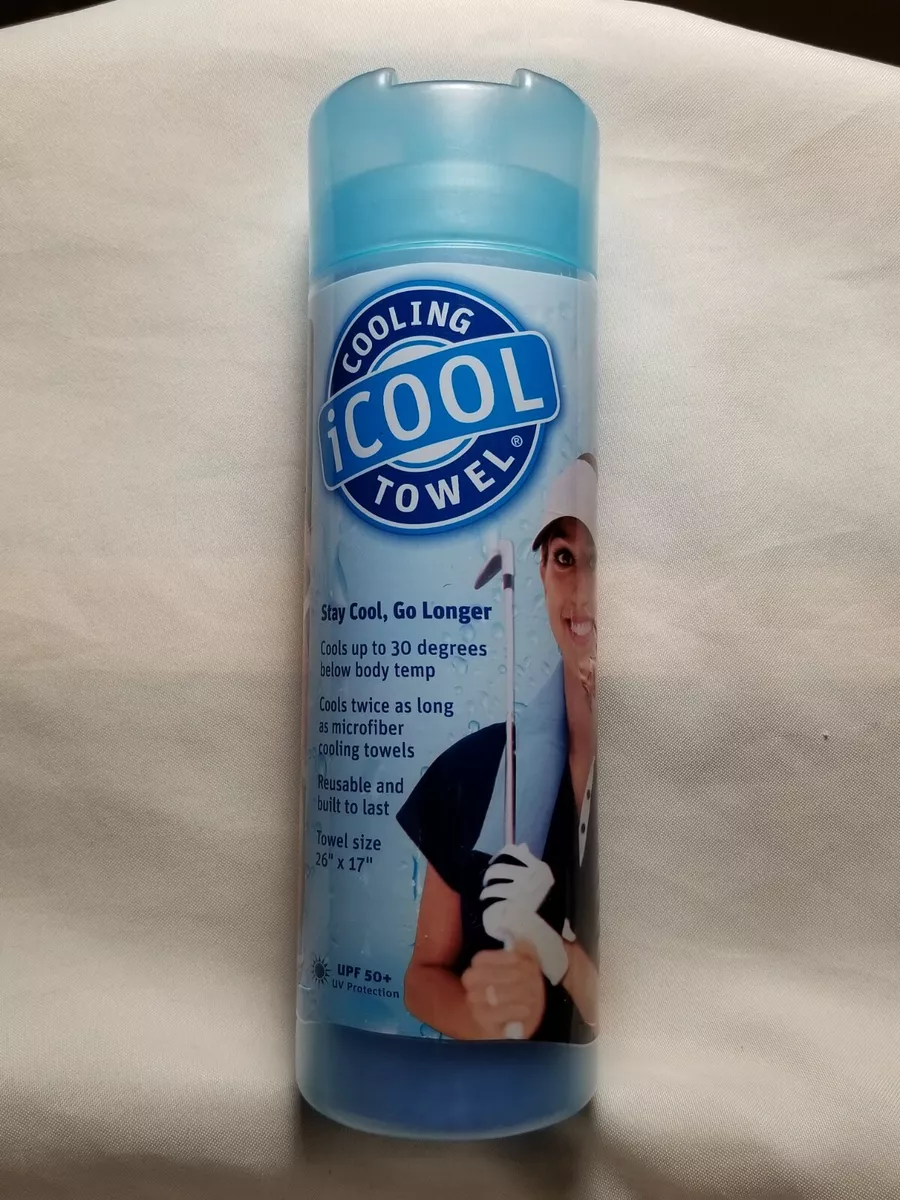 COOLING
iCOOL
TOWEL®
Stay Cool, Go Longer
Cools up to 30 degrees
below body temp
Cools twice as long
as microfiber
cooling towels
Reusable and
built to last
Towel size
26" x 17"
UPF 50+
UV Protection